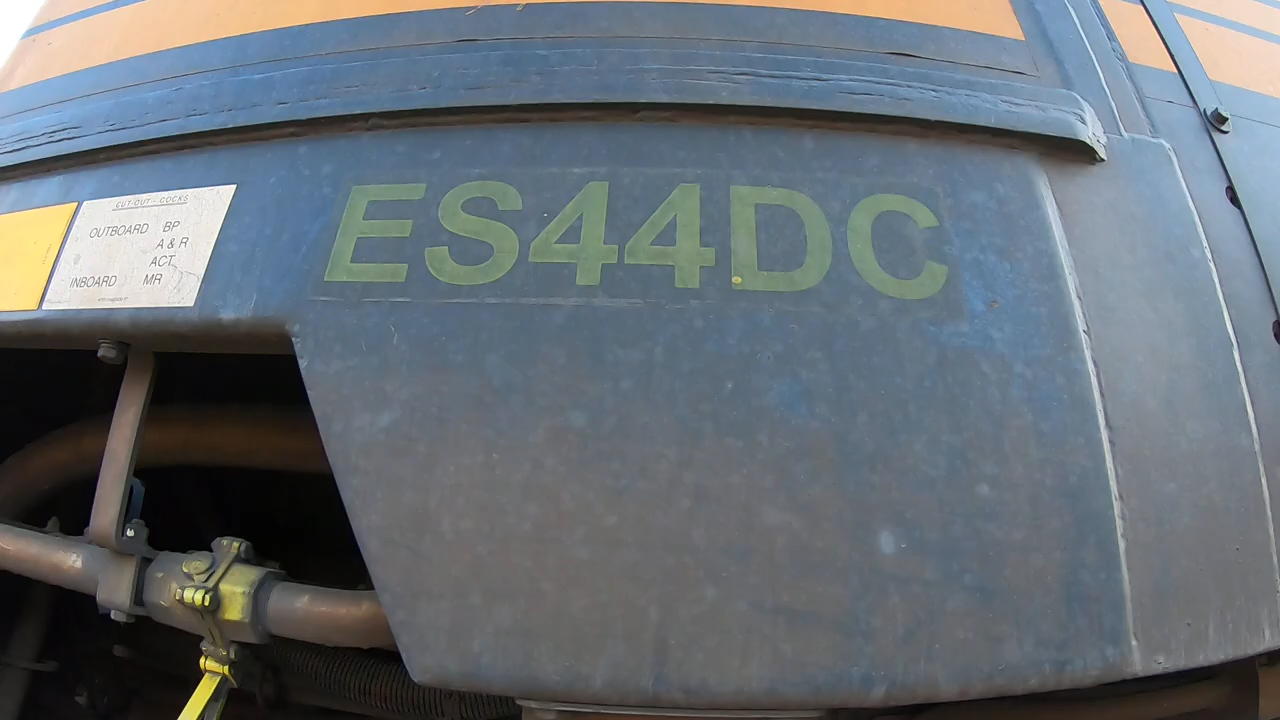 CUT-OUT-COCKS
OUTBOARD BP
A & R
ACT
INBOARD MR
ES44DC